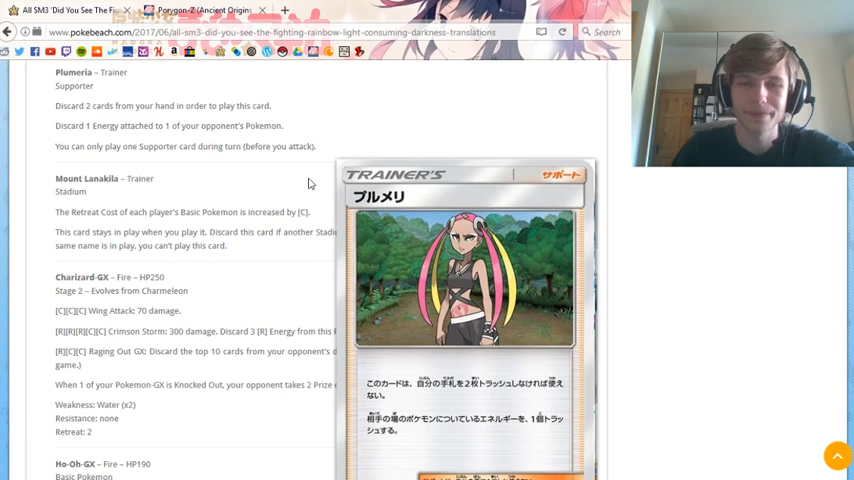 All SM3 'Did You See The Fi
Porygon-Z (Ancient Origin
www.pokebeach.com/2017/06/all-sm3-did-you-see-the-fighting-rainbow-light-consuming-darkness-translations
Search
Plumeria – Trainer
Supporter
Discard 2 cards from your hand in order to play this card.
Discard 1 Energy attached to 1 of your opponent's Pokemon.
You can only play one Supporter card during turn (before you attack).
Mount Lanakila – Trainer
Stadium
The Retreat Cost of each player's Basic Pokemon is increased by [C].
This card stays in play when you play it. Discard this card if another Stadi
same name is in play, you can't play this card.
Charizard-GX – Fire – HP250
Stage 2 – Evolves from Charmeleon
[C][C][C] Wing Attack: 70 damage.
[R][R][R][C][C] Crimson Storm: 300 damage. Discard 3 [R] Energy from this
[R][C][C] Raging Out GX: Discard the top 10 cards from your opponent's d
game.)
When 1 of your Pokemon-GX is Knocked Out, your opponent takes 2 Prize
Weakness: Water (x2)
Resistance: none
Retreat: 2
Ho-Oh-GX – Fire – HP190
Basic Pokemon
TRAINER'S
サポート
プルメリ
このカードは、自分の手札を2枚トラッシュしなければ使え
ない。
相手の場のポケモンについているエネルギーを、1個トラッ
シュする。